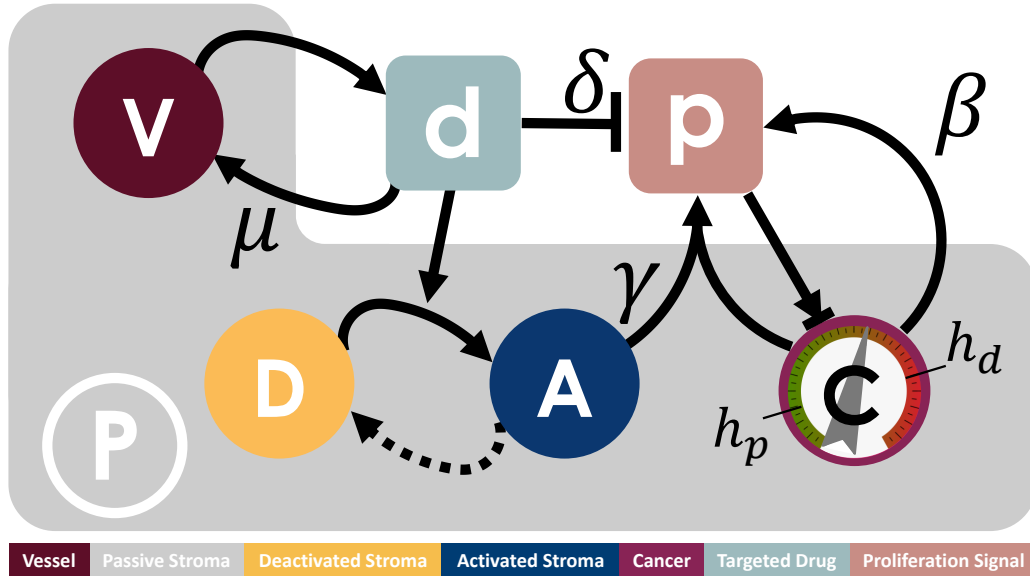 V
d
δ
p
β
μ
γ
D
A
C
h_d
h_p
P
Vessel Passive Stroma Deactivated Stroma Activated Stroma Cancer Targeted Drug Proliferation Signal